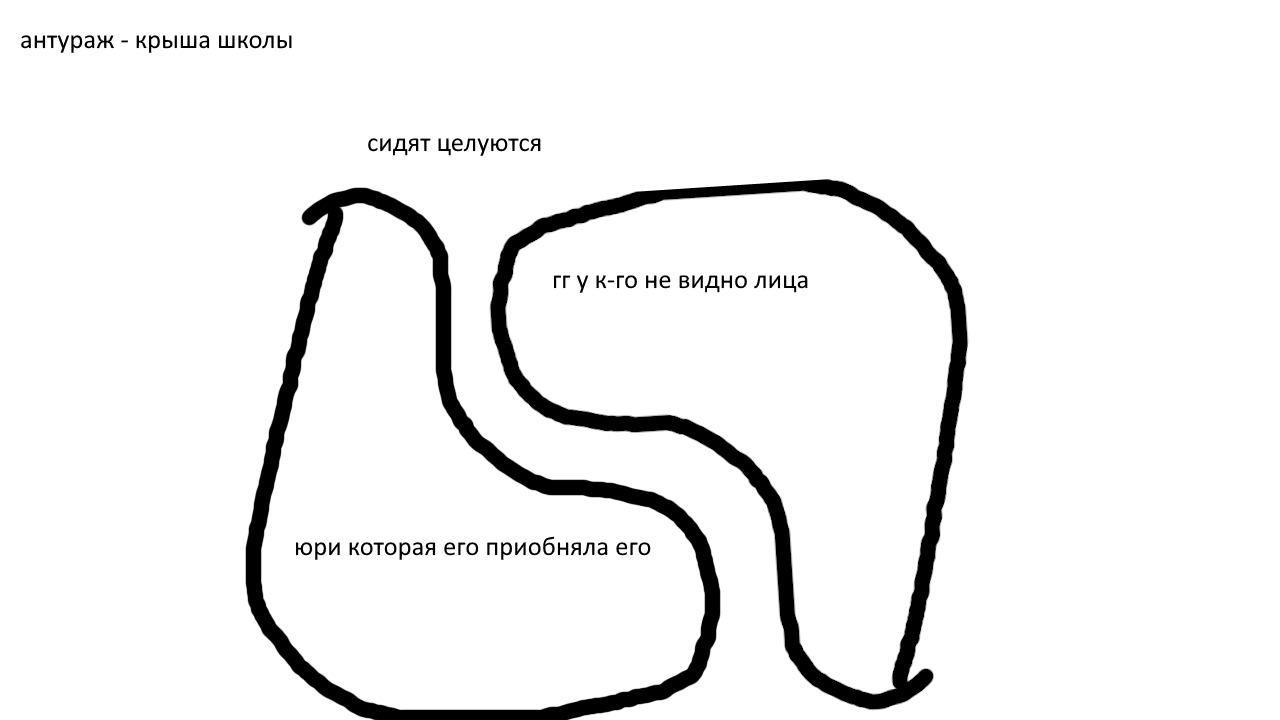 антураж - крыша школы
сидят целуются
гг у к-го не видно лица
юри которая его приобняла его